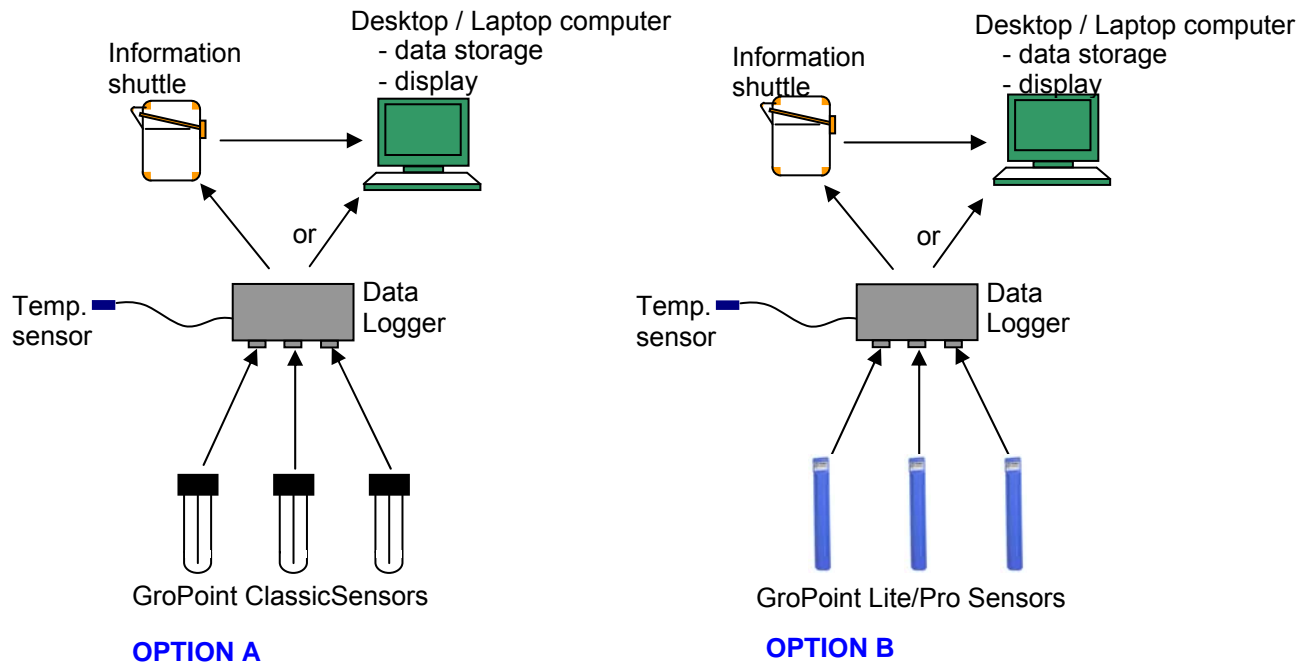 Information
shuttle
Desktop / Laptop computer
- data storage
- display
or
Temp.
sensor
Data
Logger
GroPoint ClassicSensors
OPTION A
Information
shuttle
Desktop / Laptop computer
- data storage
- display
or
Temp.
sensor
Data
Logger
GroPoint Lite/Pro Sensors
OPTION B